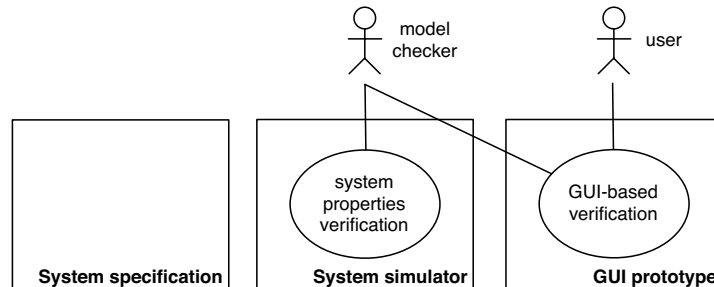 model
checker
user
system
properties
verification
GUI-based
verification
System specification
System simulator
GUI prototype